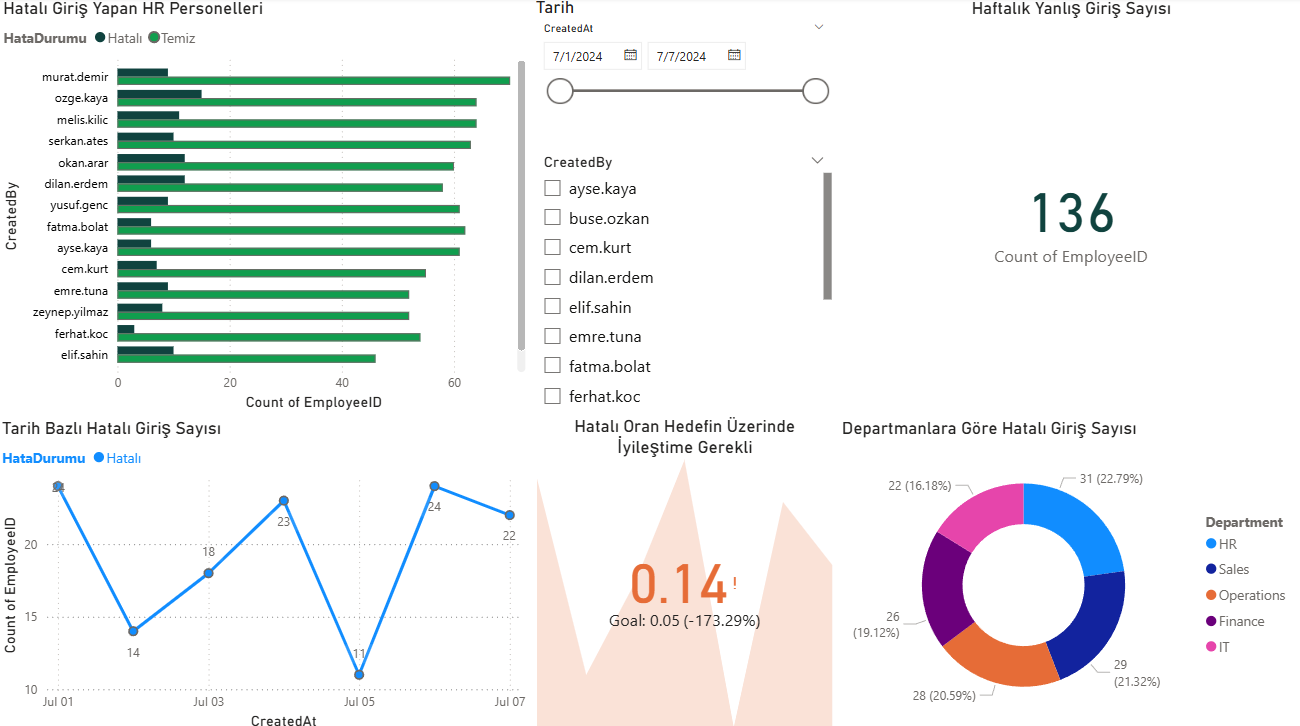 Hatalı Giriş Yapan HR Personelleri
HataDurumu Hatalı Temiz
CreatedBy
murat.demir
ozge.kaya
melis.kilic
serkan.ates
okan.arar
dilan.erdem
yusuf.genc
fatma.bolat
ayse.kaya
cem.kurt
emre.tuna
zeynep.yilmaz
ferhat.koc
elif.sahin
0 20 40 60
Count of EmployeeID
Tarih
CreatedAt
7/1/2024 7/7/2024
CreatedBy
ayse.kaya
buse.ozkan
cem.kurt
dilan.erdem
elif.sahin
emre.tuna
fatma.bolat
ferhat.koc
Haftalık Yanlış Giriş Sayısı
136
Count of EmployeeID
Tarih Bazlı Hatalı Giriş Sayısı
HataDurumu Hatalı
Count of EmployeeID
20
15
10
24
14
18
23
11
24
22
Jul 01 Jul 03 Jul 05 Jul 07
CreatedAt
Hatalı Oran Hedefin Üzerinde
İyileştime Gerekli
0.14!
Goal: 0.05 (-173.29%)
Departmanlara Göre Hatalı Giriş Sayısı
31 (22.79%)
29
(21.32%)
28 (20.59%)
26
(19.12%)
22 (16.18%)
Department
HR
Sales
Operations
Finance
IT